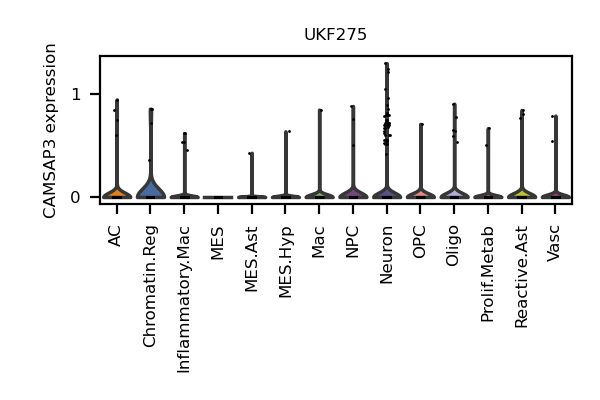 UKF275
CAMSAP3 expression
1
0
AC
Chromatin.Reg
Inflammatory.Mac
MES
MES.Ast
MES.Hyp
Mac
NPC
Neuron
OPC
Oligo
Prolif.Metab
Reactive.Ast
Vasc